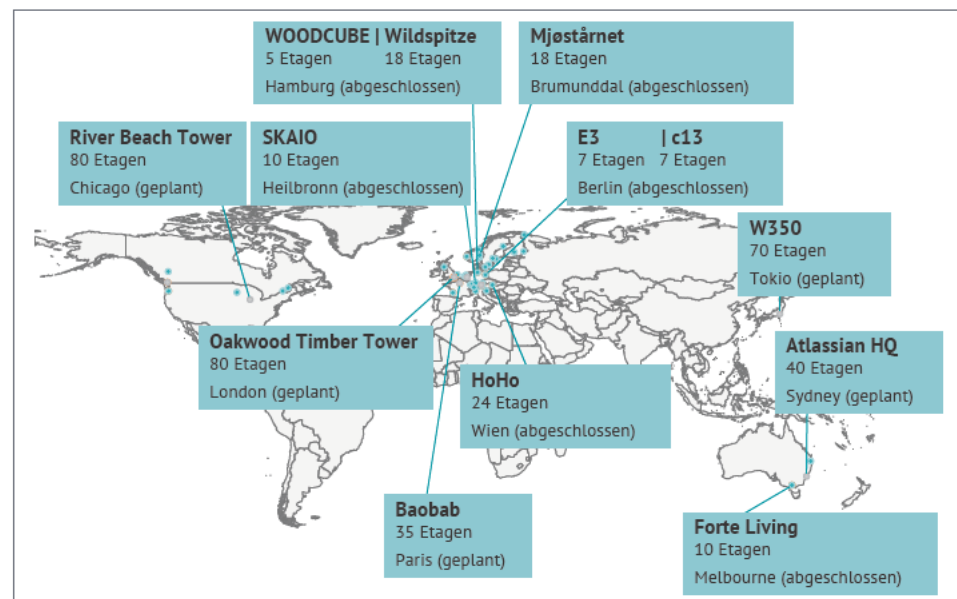 WOODCUBE | Wildspitze
5 Etagen 18 Etagen
Hamburg (abgeschlossen)
Mjøstårnet
18 Etagen
Brumunddal (abgeschlossen)
River Beach Tower
80 Etagen
Chicago (geplant)
SKAIO
10 Etagen
Heilbronn (abgeschlossen)
E3 | c13
7 Etagen 7 Etagen
Berlin (abgeschlossen)
W350
70 Etagen
Tokio (geplant)
Oakwood Timber Tower
80 Etagen
London (geplant)
HoHo
24 Etagen
Wien (abgeschlossen)
Atlassian HQ
40 Etagen
Sydney (geplant)
Baobab
35 Etagen
Paris (geplant)
Forte Living
10 Etagen
Melbourne (abgeschlossen)